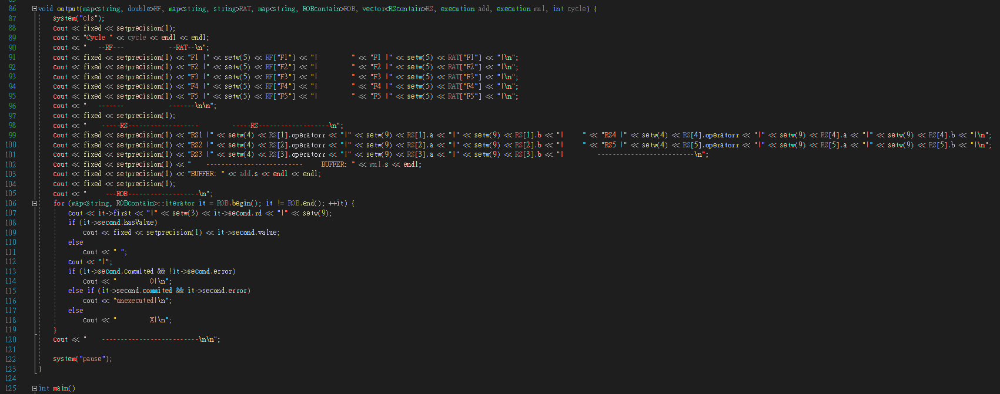 86 void output(map<string, double>RF, map<string, string>RAT, map<string, ROBcontain>ROB, vector<RScontain>RS, execution add, execution mul, int cycle) {
87 system("cls");
88 cout << fixed << setprecision(1);
89 cout << "Cycle " << cycle << endl << endl;
90 cout << "   --RF---            --RAT--\n";
91 cout << fixed << setprecision(1) << "F1 |" << setw(5) << RF["F1"] << "|         " << "F1 |" << setw(5) << RAT["F1"] << "|\n";
92 cout << fixed << setprecision(1) << "F2 |" << setw(5) << RF["F2"] << "|         " << "F2 |" << setw(5) << RAT["F2"] << "|\n";
93 cout << fixed << setprecision(1) << "F3 |" << setw(5) << RF["F3"] << "|         " << "F3 |" << setw(5) << RAT["F3"] << "|\n";
94 cout << fixed << setprecision(1) << "F4 |" << setw(5) << RF["F4"] << "|         " << "F4 |" << setw(5) << RAT["F4"] << "|\n";
95 cout << fixed << setprecision(1) << "F5 |" << setw(5) << RF["F5"] << "|         " << "F5 |" << setw(5) << RAT["F5"] << "|\n";
96 cout << "   -------            -------\n\n";
97 cout << fixed << setprecision(1);
98 cout << "    -----RS-------------------         -----RS-------------------\n";
99 cout << fixed << setprecision(1) << "RS1 |" << setw(4) << RS[1].operatorr << "|" << setw(9) << RS[1].a << "|" << setw(9) << RS[1].b << "|     " << "RS4 |" << setw(4) << RS[4].operatorr << "|" << setw(9) << RS[4].a << "|" << setw(9) << RS[4].b << "|\n";
100 cout << fixed << setprecision(1) << "RS2 |" << setw(4) << RS[2].operatorr << "|" << setw(9) << RS[2].a << "|" << setw(9) << RS[2].b << "|     " << "RS5 |" << setw(4) << RS[5].operatorr << "|" << setw(9) << RS[5].a << "|" << setw(9) << RS[5].b << "|\n";
101 cout << fixed << setprecision(1) << "RS3 |" << setw(4) << RS[3].operatorr << "|" << setw(9) << RS[3].a << "|" << setw(9) << RS[3].b << "|         --------------------------\n";
102 cout << fixed << setprecision(1) << "    --------------------------     BUFFER: " << mul.s << endl;
103 cout << fixed << setprecision(1) << "BUFFER: " << add.s << endl << endl;
104 cout << fixed << setprecision(1);
105 cout << "     ---ROB-------------------\n";
106 for (map<string, ROBcontain>::iterator it = ROB.begin(); it != ROB.end(); ++it) {
107 cout << it->first << "|" << setw(3) << it->second.rd << "|" << setw(9);
108 if (it->second.hasValue)
109 cout << fixed << setprecision(1) << it->second.value;
110 else
111 cout << " ";
112 cout << "|";
113 if (it->second.commited && !it->second.error)
114 cout << "         O|\n";
115 else if (it->second.commited && it->second.error)
116 cout << "unexecuted|\n";
117 else
118 cout << "         X|\n";
119 }
120 cout << "    --------------------------\n\n";
121
122 system("pause");
123 }
124
125 int main()